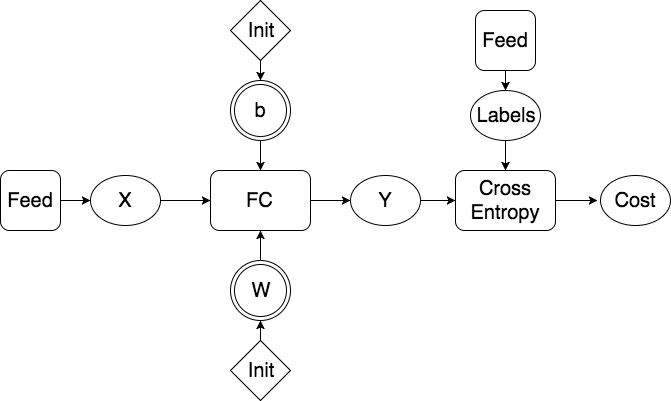 Init
Feed
b
Labels
Feed
X
FC
Y
Cross
Entropy
Cost
W
Init